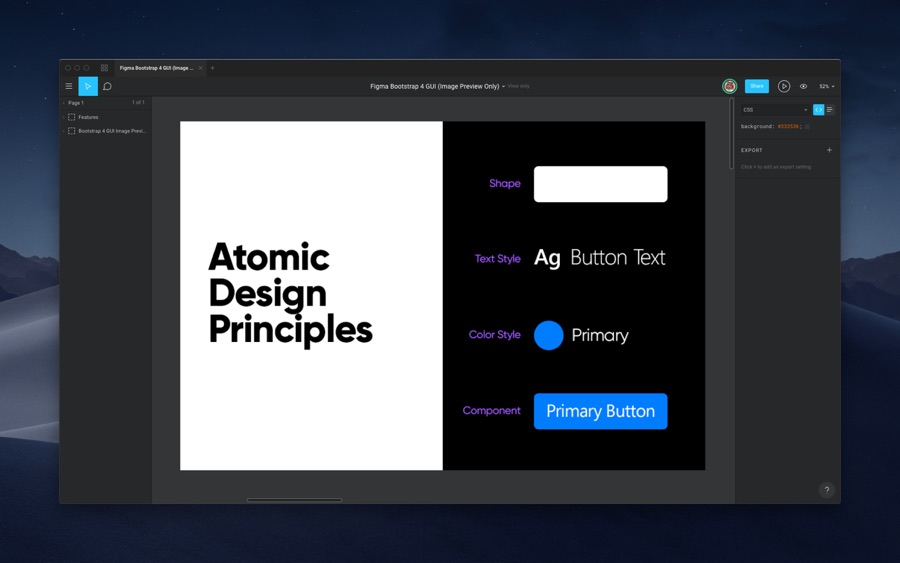 Figma Bootstrap 4 GUI (Image ...
Figma Bootstrap 4 GUI (Image Preview Only)
View only
Share
52%
Page 1
1 of 1
Features
Bootstrap 4 GUI Image Previ...
CSS
EXPORT
Click + to add an export setting
Atomic
Design
Principles
Shape
Text Style
Ag Button Text
Color Style
Primary
Component
Primary Button
?